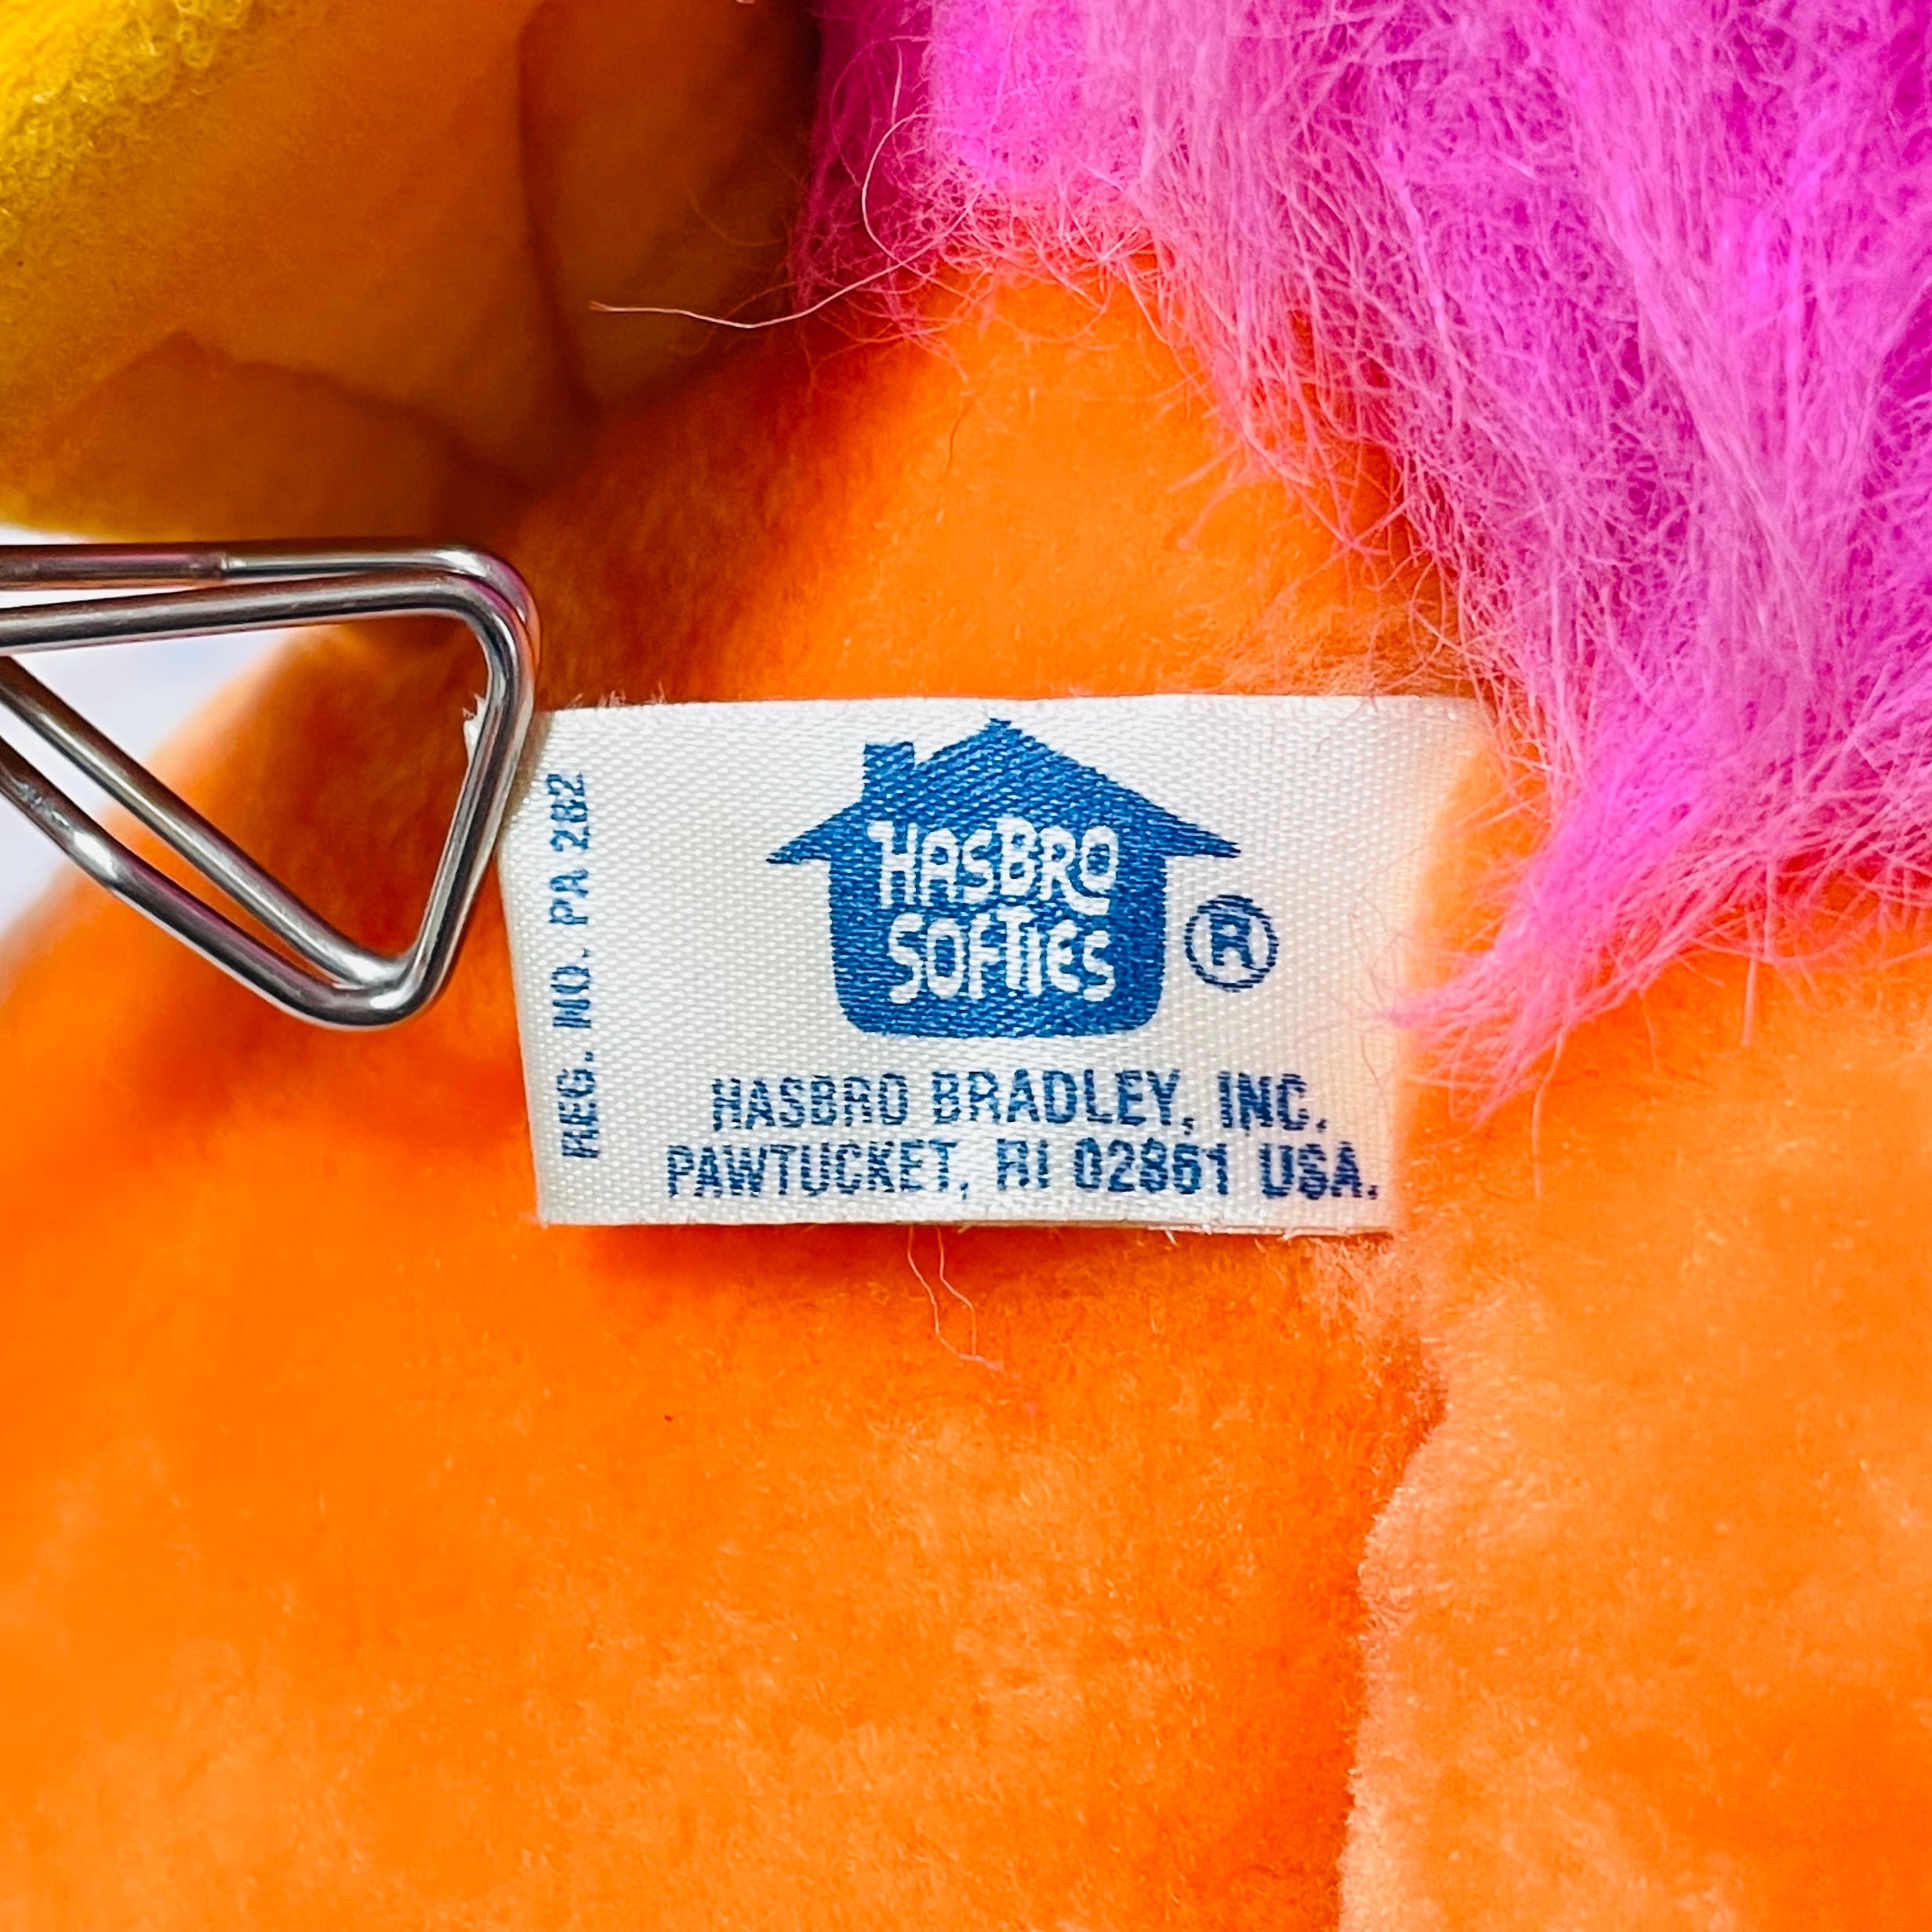 REG. NO. PA 282
HASBRO
SOFTIES
®
HASBRO BRADLEY, INC.
PAWTUCKET, RI 02861 USA.